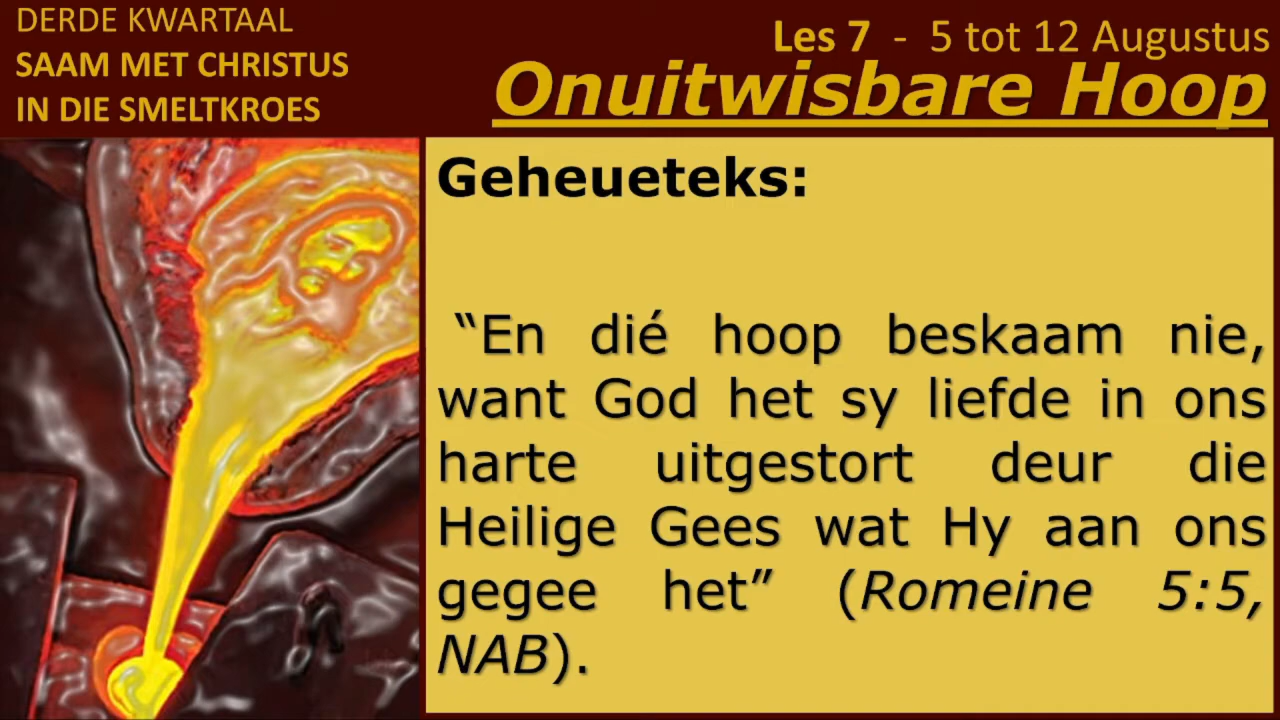 DERDE KWARTAAL
SAAM MET CHRISTUS
IN DIE SMELTKROES
Les 7 - 5 tot 12 Augustus
Onuitwisbare Hoop
Geheueteks:
“En dié hoop beskaam nie,
want God het sy liefde in ons
harte uitgestort deur die
Heilige Gees wat Hy aan ons
gegee het” (Romeine 5:5,
NAB).